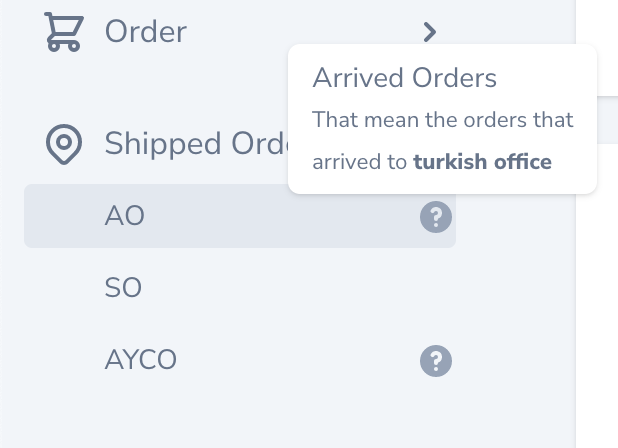 Order
Arrived Orders
That mean the orders that
arrived to turkish office
Shipped Orde
AO
SO
AYCO